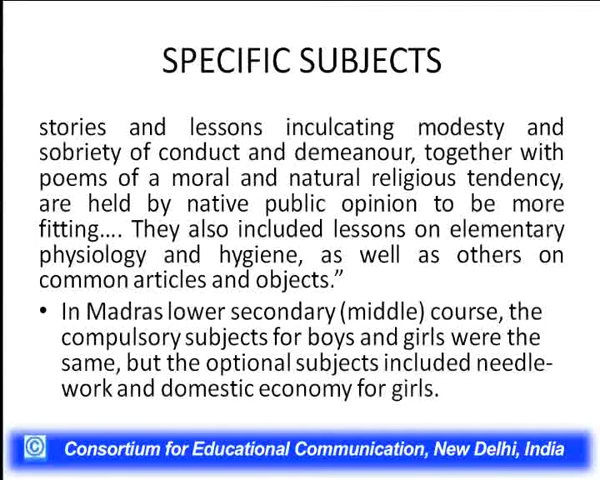 SPECIFIC SUBJECTS
stories and lessons inculcating modesty and
sobriety of conduct and demeanour, together with
poems of a moral and natural religious tendency,
are held by native public opinion to be more
fitting.... They also included lessons on elementary
physiology and hygiene, as well as others on
common articles and objects.”
• In Madras lower secondary (middle) course, the
compulsory subjects for boys and girls were the
same, but the optional subjects included needle-
work and domestic economy for girls.
© Consortium for Educational Communication, New Delhi, India